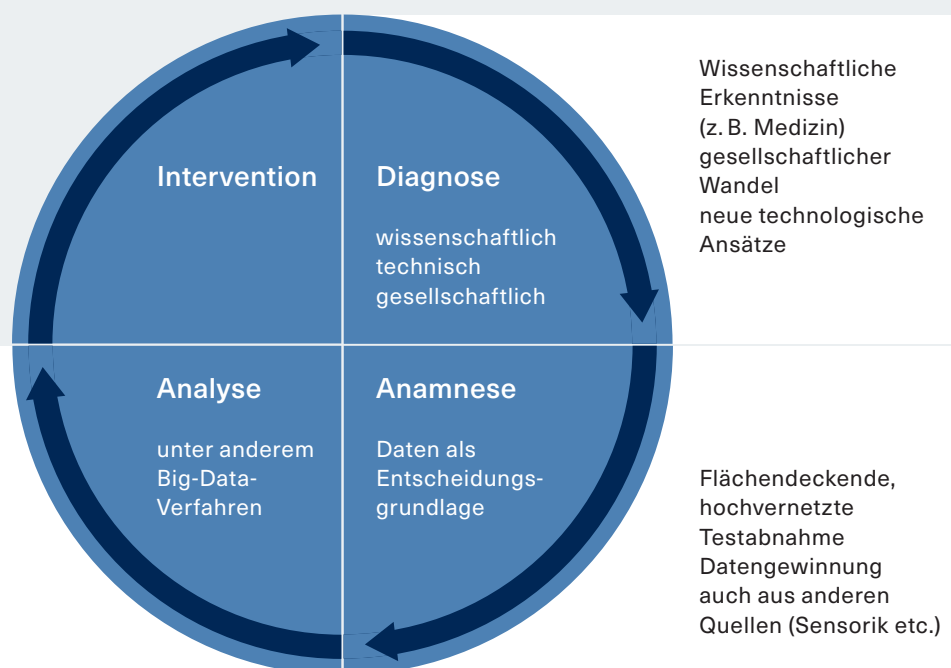 Intervention
Diagnose
wissenschaftlich
technisch
gesellschaftlich
Wissenschaftliche
Erkenntnisse
(z. B. Medizin)
gesellschaftlicher
Wandel
neue technologische
Ansätze
Analyse
unter anderem
Big-Data-
Verfahren
Anamnese
Daten als
Entscheidungs-
grundlage
Flächendeckende,
hochvernetzte
Testabnahme
Datengewinnung
auch aus anderen
Quellen (Sensorik etc.)